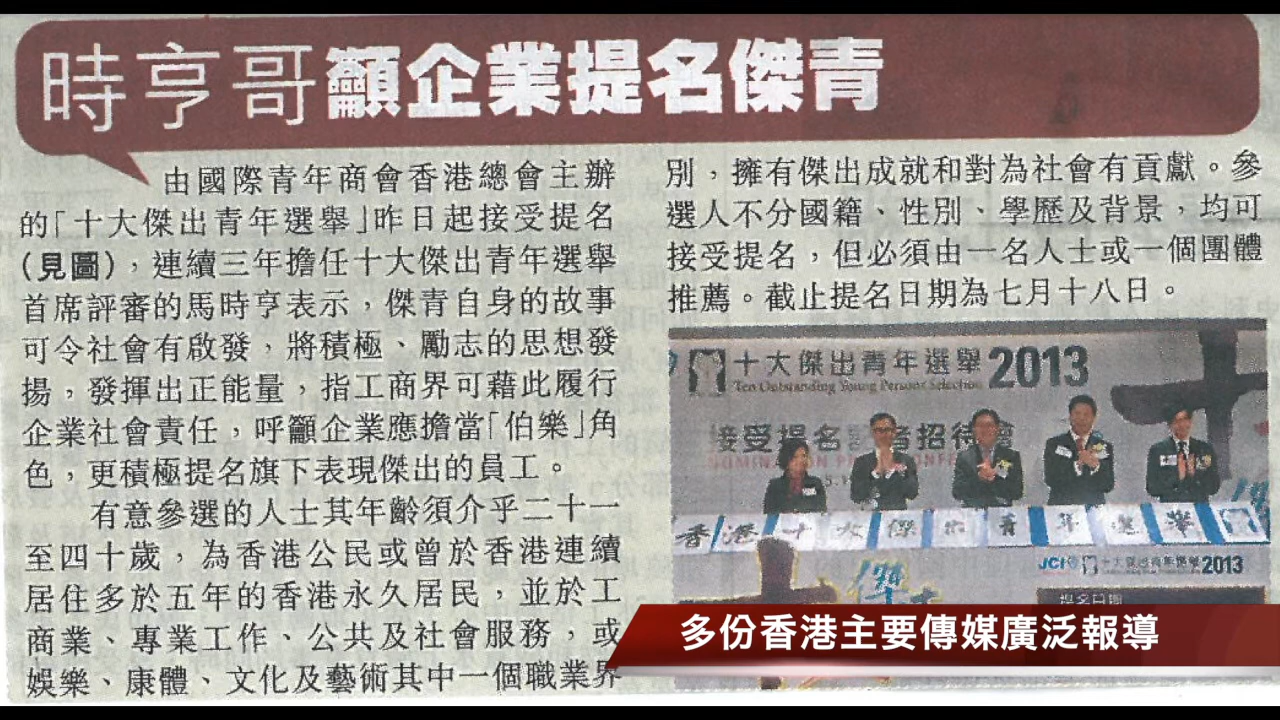 時亨哥籲企業提名傑青
由國際青年商會香港總會主辦
的「十大傑出青年選舉」昨日起接受提名
(見圖)，連續三年擔任十大傑出青年選舉
首席評審的馬時亨表示，傑青自身的故事
可令社會有啟發，將積極、勵志的思想發
揚，發揮出正能量，指工商界可藉此履行
企業社會責任，呼籲企業應擔當「伯樂」角
色，更積極提名旗下表現傑出的員工。
有意參選的人士其年齡須介乎二十一
至四十歲，為香港公民或曾於香港連續
居住多於五年的香港永久居民，並於工
商業、專業工作、公共及社會服務，或
娛樂、康體、文化及藝術其中一個職業界
別，擁有傑出成就和對為社會有貢獻。參
選人不分國籍、性別、學歷及背景，均可
接受提名，但必須由一名人士或一個團體
推薦。截止提名日期為七月十八日。
十大傑出青年選舉 2013
Ten Outstanding Young Persons Selection
接受提名記者招待會
香港十大傑出青年選舉
JCI 十大傑出青年選舉2013
提名日期
多份香港主要傳媒廣泛報導